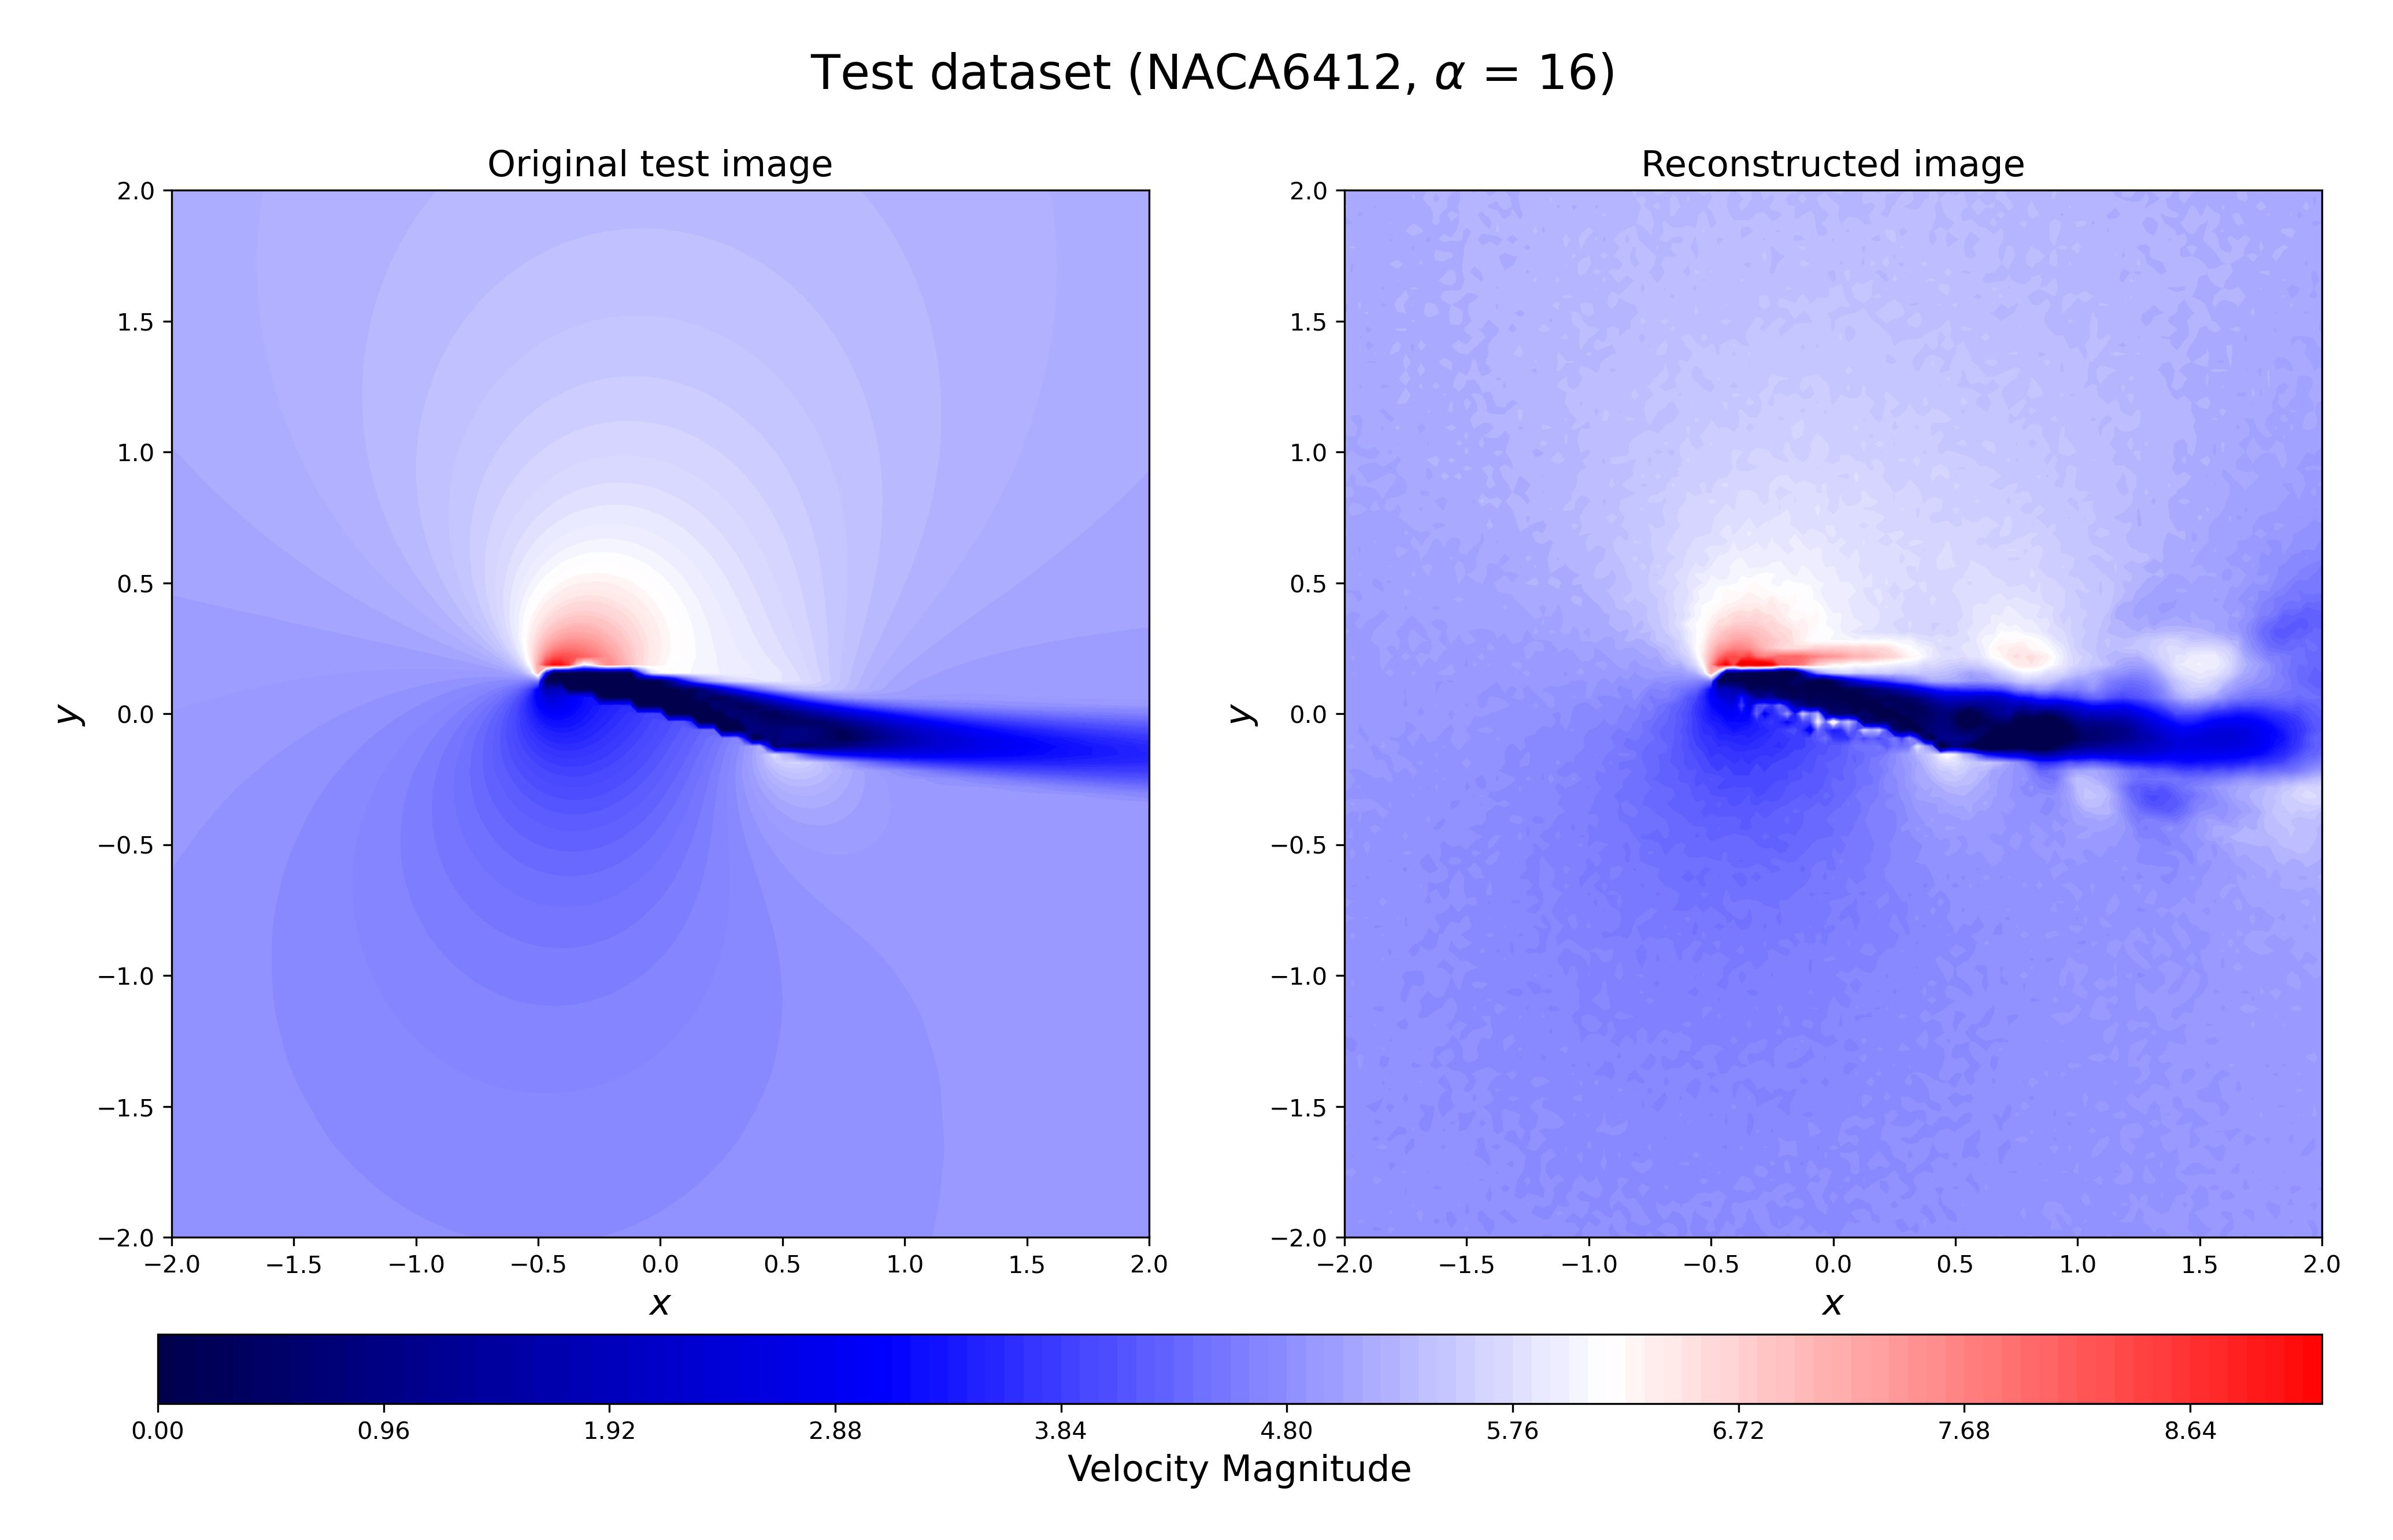 Test dataset (NACA6412, α = 16)
Original test image
Reconstructed image
2.0
1.5
1.0
0.5
0.0
−0.5
−1.0
−1.5
−2.0
y
−2.0 −1.5 −1.0 −0.5 0.0 0.5 1.0 1.5 2.0
x
2.0
1.5
1.0
0.5
0.0
−0.5
−1.0
−1.5
−2.0
y
−2.0 −1.5 −1.0 −0.5 0.0 0.5 1.0 1.5 2.0
x
0.00 0.96 1.92 2.88 3.84 4.80 5.76 6.72 7.68 8.64
Velocity Magnitude